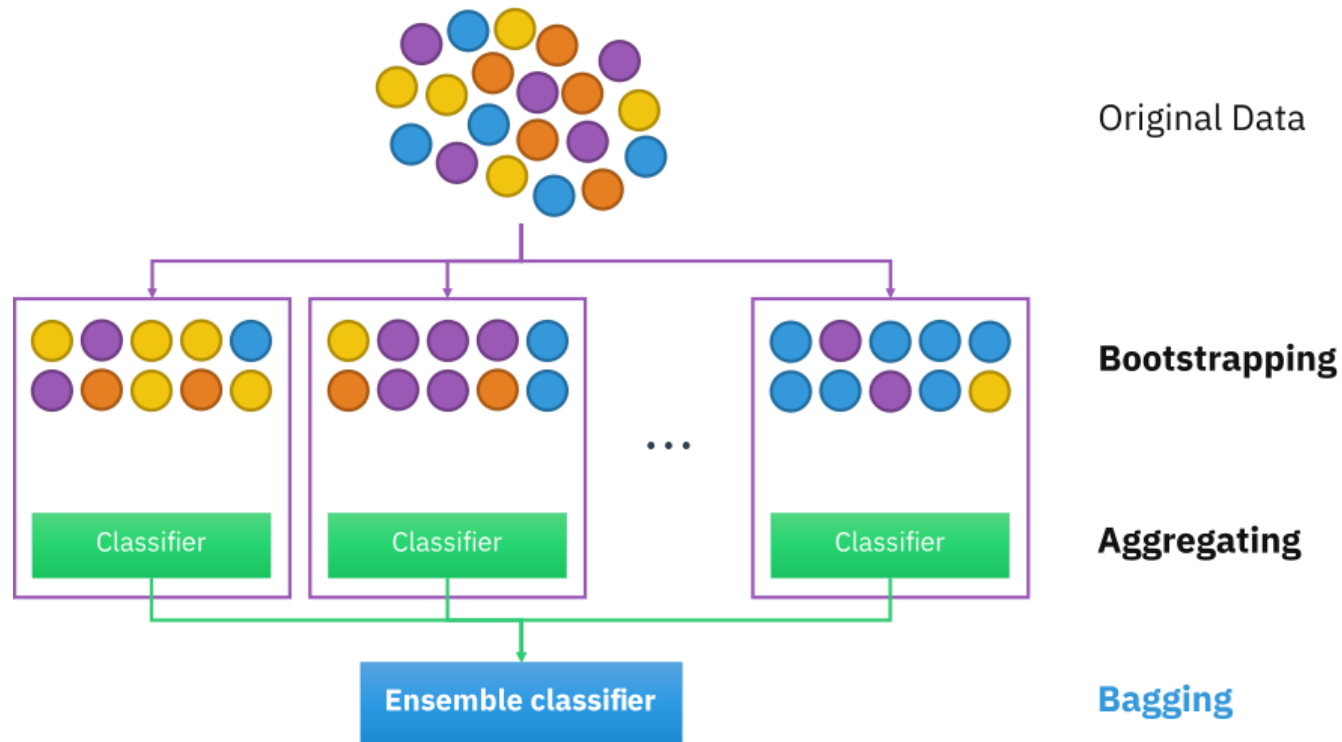 Original Data
Bootstrapping
...
Classifier
Classifier
Classifier
Aggregating
Ensemble classifier
Bagging